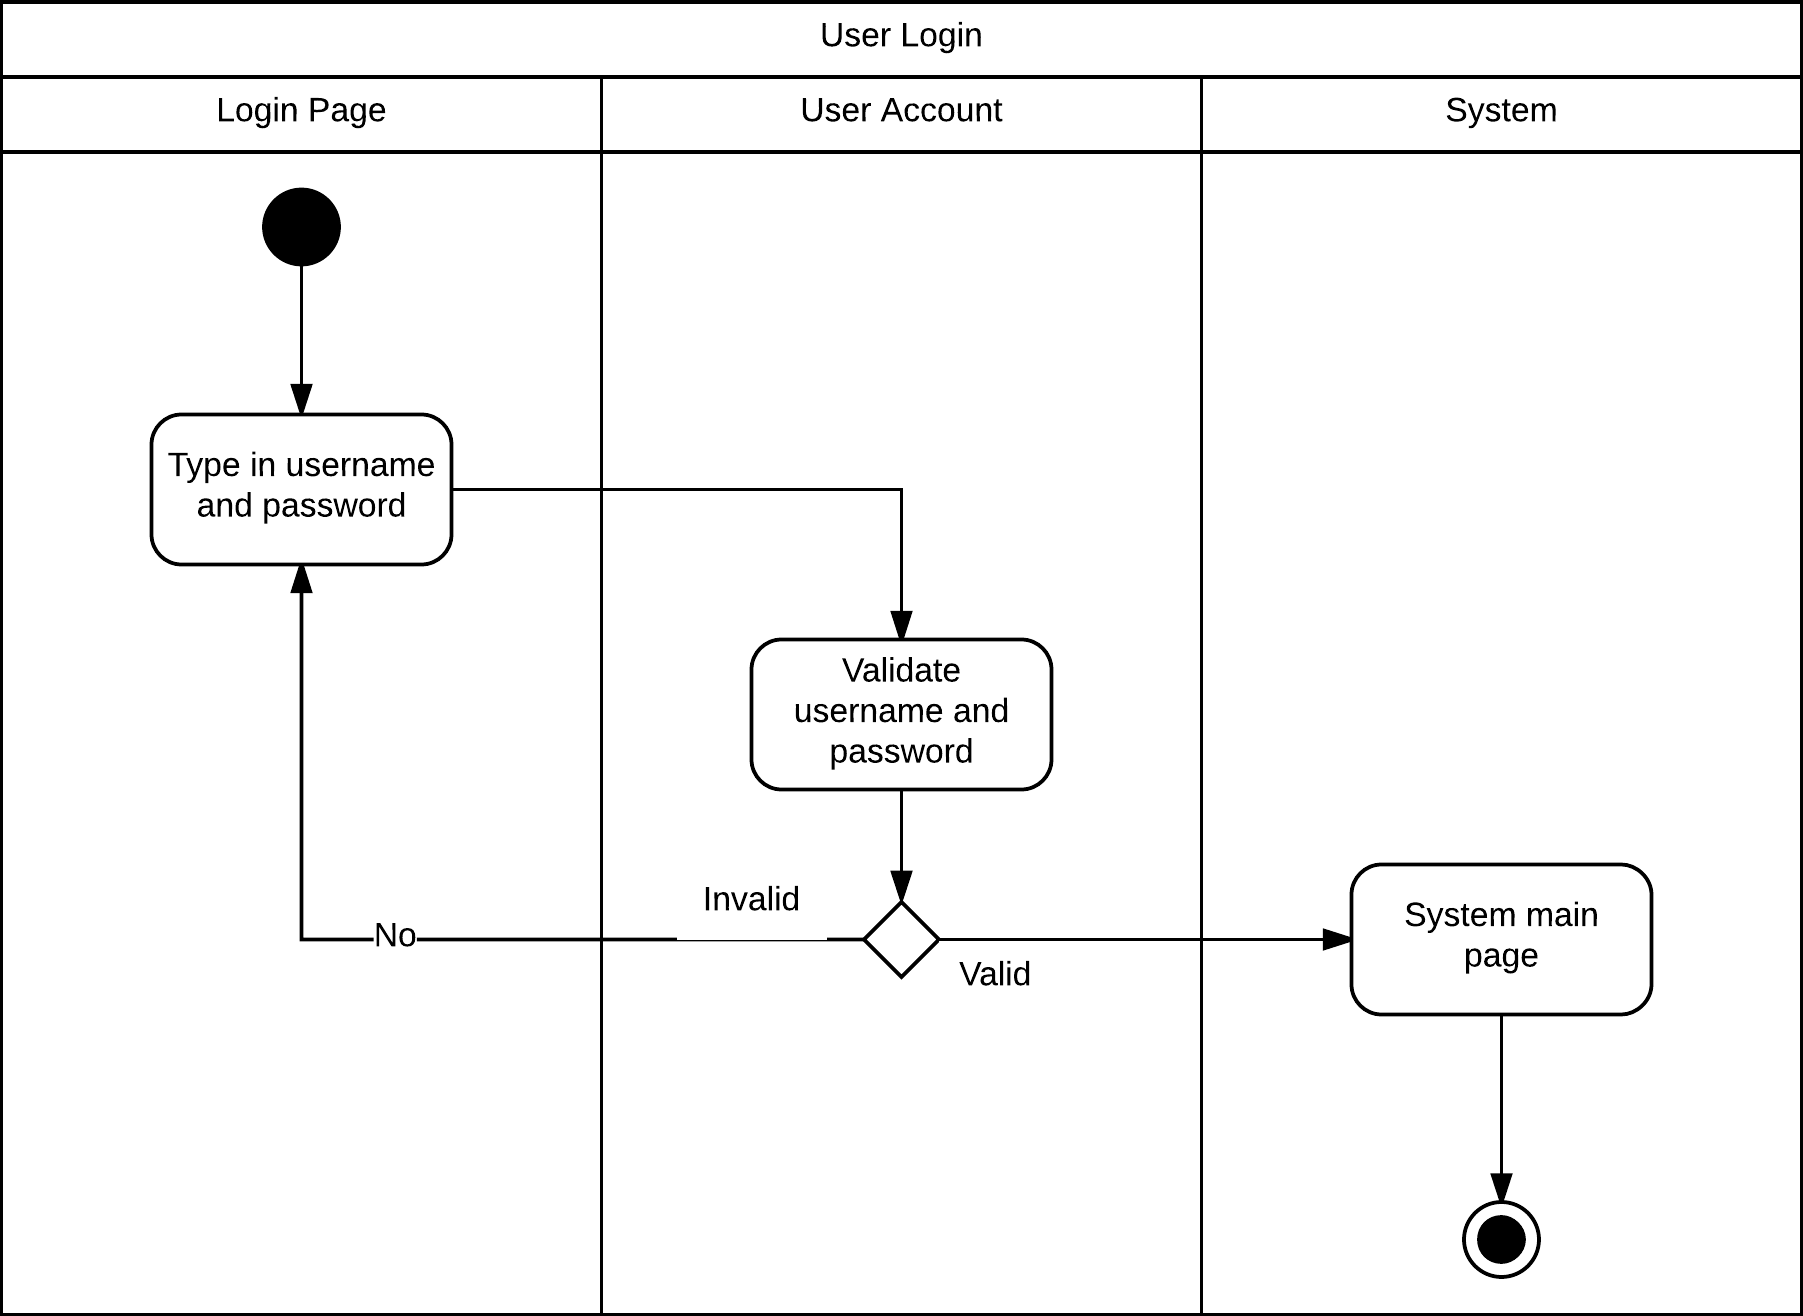 User Login
Login Page
User Account
System
Type in username
and password
Validate
username and
password
Invalid
No
Valid
System main
page